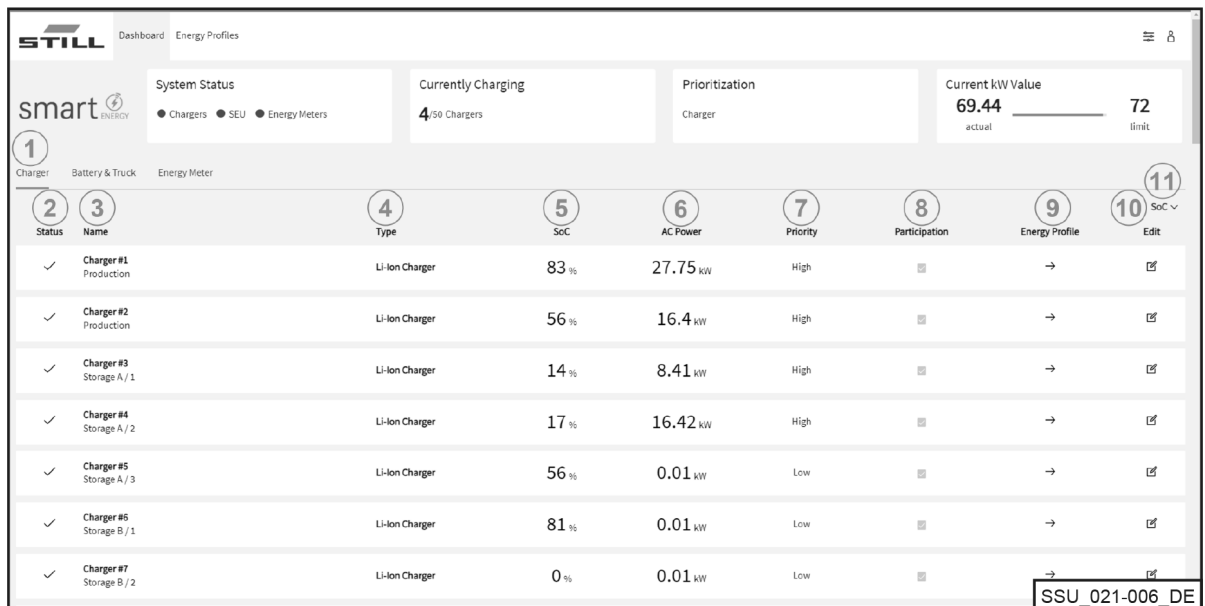 STILL Dashboard Energy Profiles
System Status Currently Charging Prioritization Current kW Value
smart ENERGY
Chargers SEU Energy Meters 4/50 Chargers Charger 69.44 actual 72 limit
1
Charger Battery & Truck Energy Meter
11
2 3 4 5 6 7 8 9 10 SoC
Status Name Type SoC AC Power Priority Participation Energy Profile Edit
Charger #1 Li-Ion Charger 83 % 27.75 kW High
Production
Charger #2 Li-Ion Charger 56 % 16.4 kW High
Production
Charger #3 Li-Ion Charger 14 % 8.41 kW High
Storage A / 1
Charger #4 Li-Ion Charger 17 % 16.42 kW High
Storage A / 2
Charger #5 Li-Ion Charger 56 % 0.01 kW Low
Storage A / 3
Charger #6 Li-Ion Charger 81 % 0.01 kW Low
Storage B / 1
Charger #7 Li-Ion Charger 0 % 0.01 kW Low
Storage B / 2
SSU_021-006_DE